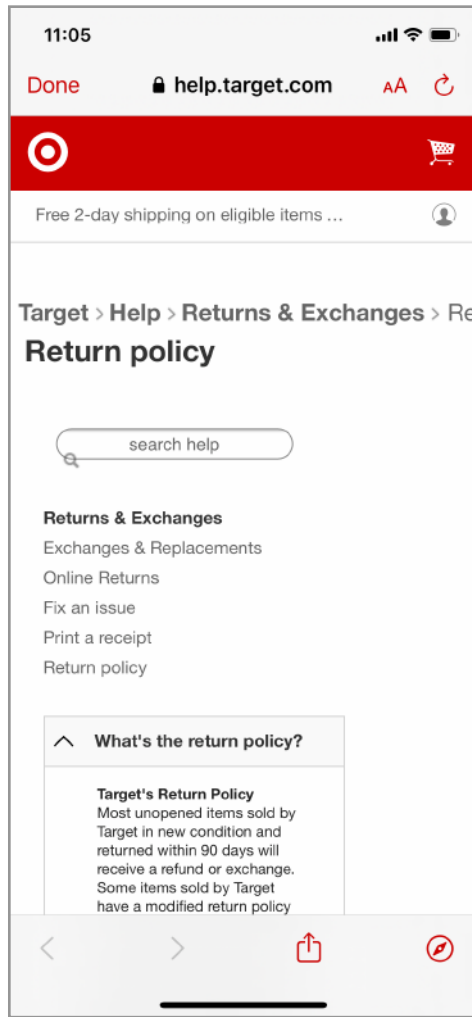 11:05
Done help.target.com AA
Free 2-day shipping on eligible items ...
Target > Help > Returns & Exchanges > Re
Return policy
search help
Returns & Exchanges
Exchanges & Replacements
Online Returns
Fix an issue
Print a receipt
Return policy
What's the return policy?
Target's Return Policy
Most unopened items sold by
Target in new condition and
returned within 90 days will
receive a refund or exchange.
Some items sold by Target
have a modified return policy